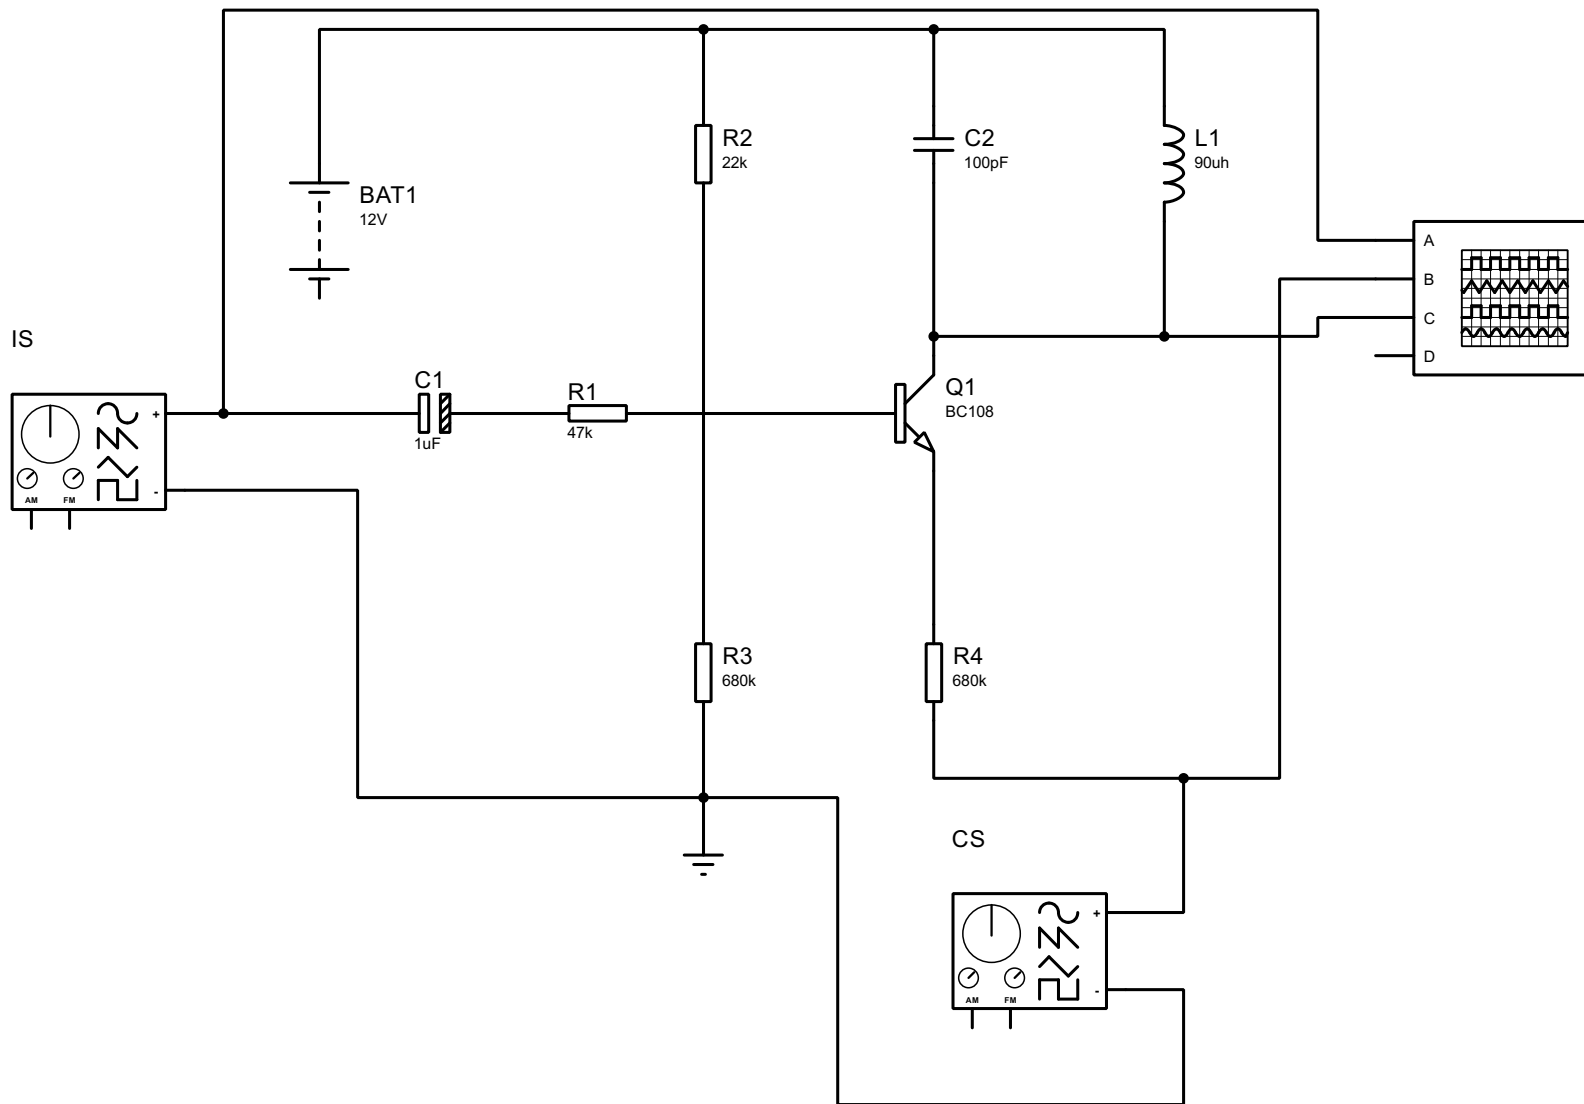 R2
22k
C2
100pF
L1
90uh
BAT1
12V
A
B
C
D
IS
C1
1uF
R1
47k
Q1
BC108
+
-
AM FM
R3
680k
R4
680k
CS
+
-
AM FM